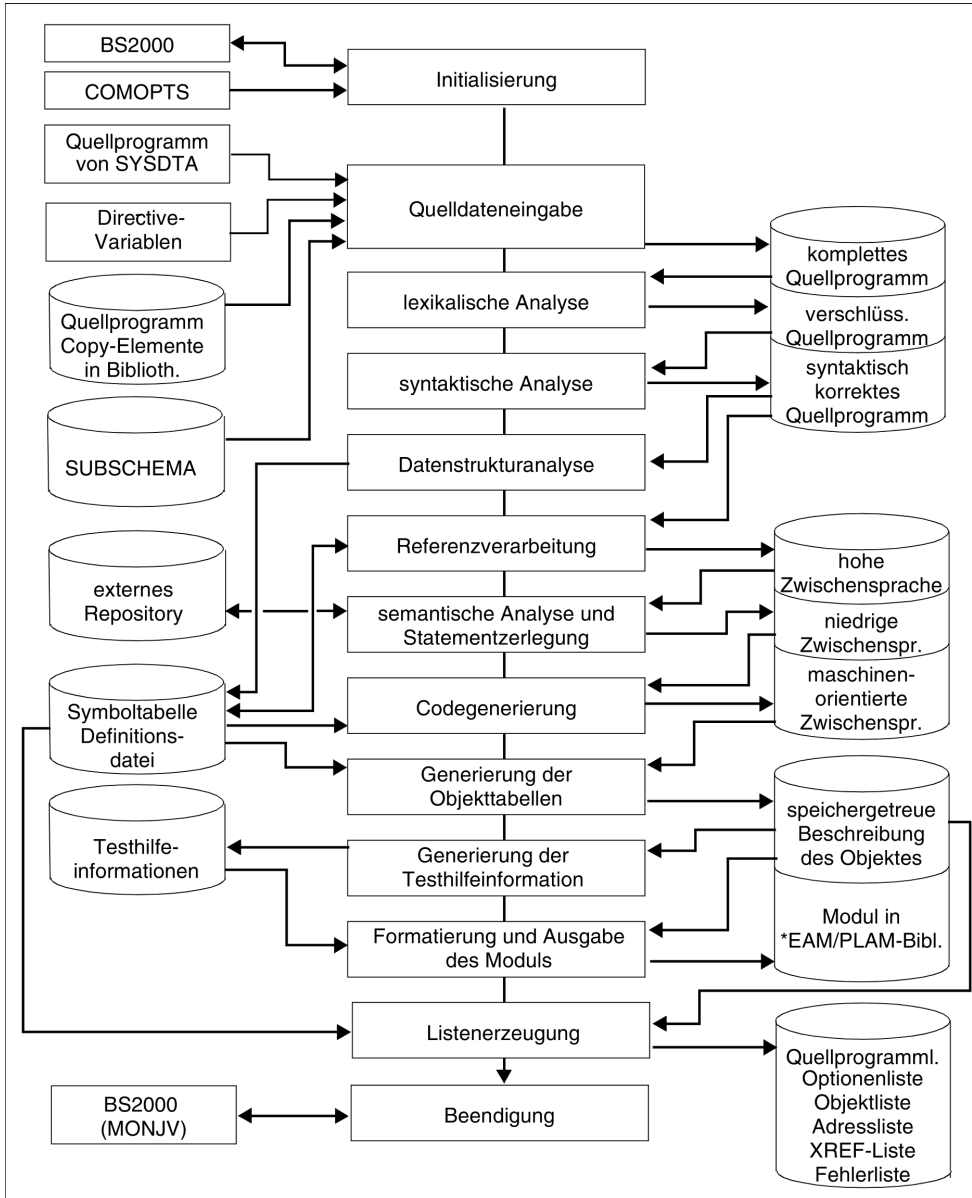 BS2000
Initialisierung
COMOPTS
Quellprogramm
von SYSDTA
Quelldateneingabe
Directive-
Variablen
komplettes
Quellprogramm
lexikalische Analyse
verschlüss.
Quellprogramm
Quellprogramm
Copy-Elemente
in Biblioth.
syntaktische Analyse
syntaktisch
korrektes
Quellprogramm
SUBSCHEMA
Datenstrukturanalyse
Referenzverarbeitung
hohe
Zwischensprache
externes
Repository
semantische Analyse und
Statementzerlegung
niedrige
Zwischenspr.
Symboltabelle
Definitions-
datei
Codegenerierung
maschinen-
orientierte
Zwischenspr.
Generierung der
Objekttabellen
speichergetreue
Beschreibung
des Objektes
Testhilfe-
informationen
Generierung der
Testhilfeinformation
Formatierung und Ausgabe
des Moduls
Modul in
*EAM/PLAM-Bibl.
Listenerzeugung
Quellprogramml.
Optionenliste
Objektliste
Adressliste
XREF-Liste
Fehlerliste
BS2000
(MONJV)
Beendigung